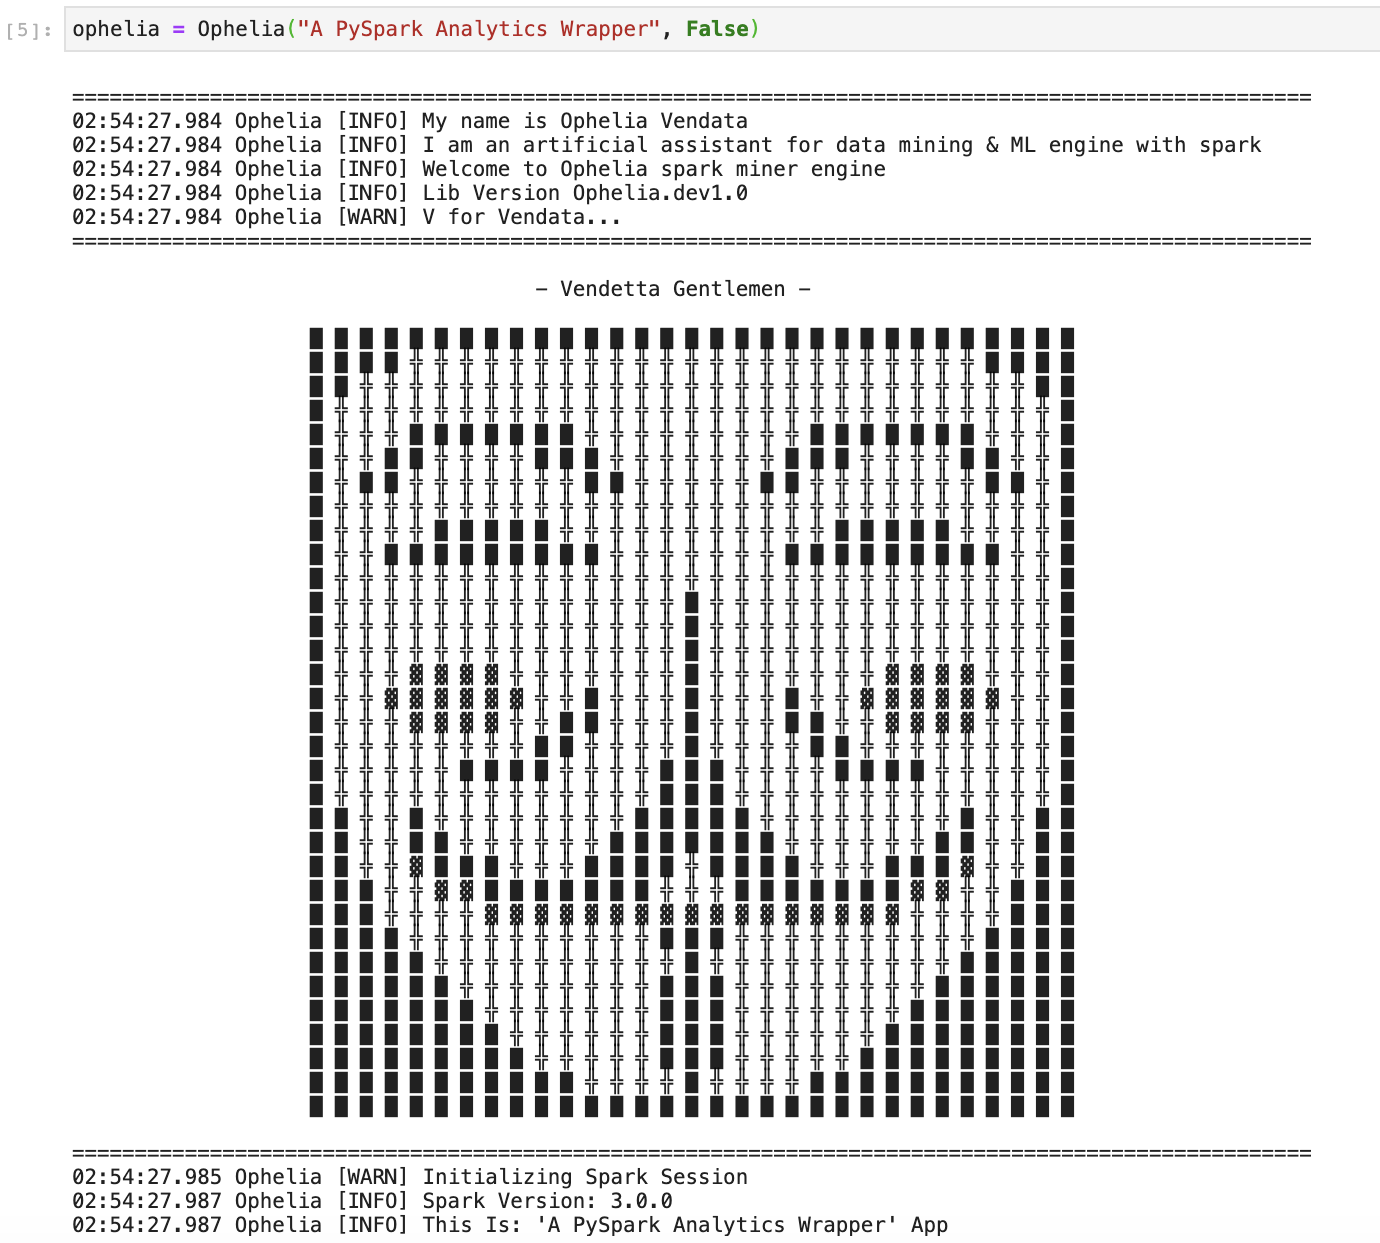 [5]: ophelia = Ophelia("A PySpark Analytics Wrapper", False)
02:54:27.984 Ophelia [INFO] My name is Ophelia Vendata
02:54:27.984 Ophelia [INFO] I am an artificial assistant for data mining & ML engine with spark
02:54:27.984 Ophelia [INFO] Welcome to Ophelia spark miner engine
02:54:27.984 Ophelia [INFO] Lib Version Ophelia.dev1.0
02:54:27.984 Ophelia [WARN] V for Vendata...
- Vendetta Gentlemen -
02:54:27.985 Ophelia [WARN] Initializing Spark Session
02:54:27.987 Ophelia [INFO] Spark Version: 3.0.0
02:54:27.987 Ophelia [INFO] This Is: 'A PySpark Analytics Wrapper' App